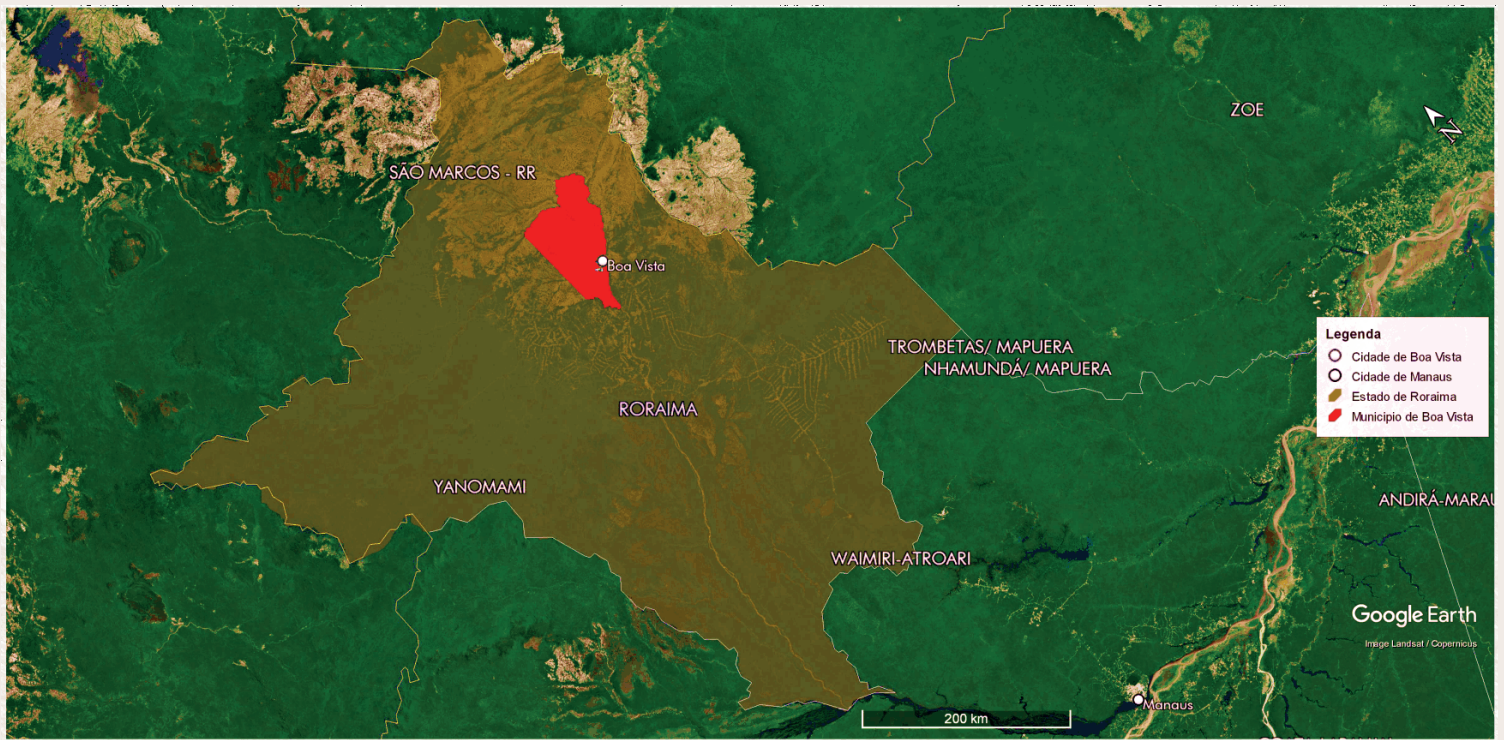 ZOE
N
SÃO MARCOS - RR
Boa Vista
TROMBETAS/ MAPUERA
NHAMUNDÁ/ MAPUERA
Legenda
Cidade de Boa Vista
Cidade de Manaus
Estado de Roraima
Município de Boa Vista
RORAIMA
YANOMAMI
ANDIRÁ-MARAU
WAIMIRI-ATROARI
Google Earth
Image Landsat / Copernicus
Manaus
200 km